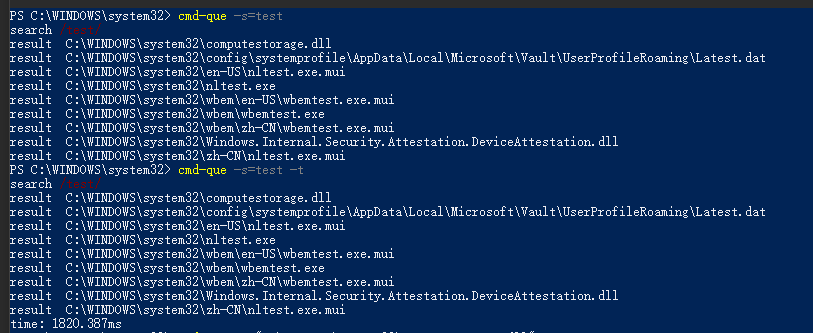 PS C:\WINDOWS\system32> cmd-que -s=test
search
result  C:\WINDOWS\system32\computestorage.dll
result  C:\WINDOWS\system32\config\systemprofile\AppData\Local\Microsoft\Vault\UserProfileRoaming\Latest.dat
result  C:\WINDOWS\system32\en-US\nltest.exe.mui
result  C:\WINDOWS\system32\nltest.exe
result  C:\WINDOWS\system32\wbem\en-US\wbemtest.exe.mui
result  C:\WINDOWS\system32\wbem\wbemtest.exe
result  C:\WINDOWS\system32\wbem\zh-CN\wbemtest.exe.mui
result  C:\WINDOWS\system32\Windows.Internal.Security.Attestation.DeviceAttestation.dll
result  C:\WINDOWS\system32\zh-CN\nltest.exe.mui
PS C:\WINDOWS\system32> cmd-que -s=test -t
search
result  C:\WINDOWS\system32\computestorage.dll
result  C:\WINDOWS\system32\config\systemprofile\AppData\Local\Microsoft\Vault\UserProfileRoaming\Latest.dat
result  C:\WINDOWS\system32\en-US\nltest.exe.mui
result  C:\WINDOWS\system32\nltest.exe
result  C:\WINDOWS\system32\wbem\en-US\wbemtest.exe.mui
result  C:\WINDOWS\system32\wbem\wbemtest.exe
result  C:\WINDOWS\system32\wbem\zh-CN\wbemtest.exe.mui
result  C:\WINDOWS\system32\Windows.Internal.Security.Attestation.DeviceAttestation.dll
result  C:\WINDOWS\system32\zh-CN\nltest.exe.mui
time: 1820.387ms